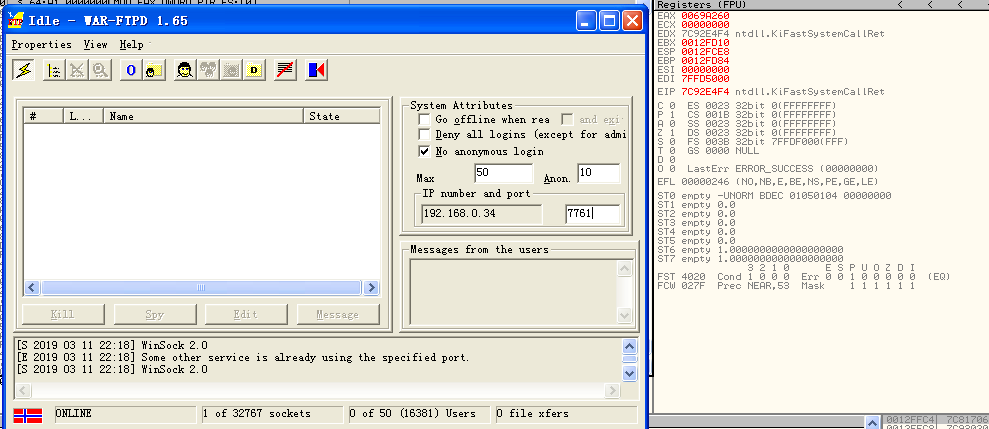 Idle - WAR-FTPD 1.65
Properties View Help
# L... Name State
Kill Spy Edit Message
System Attributes
Go offline when rea and exi
Deny all logins (except for admi
No anonymous login
Max 50 Anon. 10
IP number and port
192.168.0.34 7761
Messages from the users
[S 2019 03 11 22:18] WinSock 2.0
[E 2019 03 11 22:18] Some other service is already using the specified port.
[S 2019 03 11 22:18] WinSock 2.0
ONLINE 1 of 32767 sockets 0 of 50 (16381) Users 0 file xfers
Registers (FPU) < < <
EAX 0069A260
ECX 00000000
EDX 7C92E4F4 ntdll.KiFastSystemCallRet
EBX 0012FD10
ESP 0012FCE8
EBP 0012FD84
ESI 00000000
EDI 7FFD5000
EIP 7C92E4F4 ntdll.KiFastSystemCallRet
C 0 ES 0023 32bit 0(FFFFFFFF)
P 1 CS 001B 32bit 0(FFFFFFFF)
A 0 SS 0023 32bit 0(FFFFFFFF)
Z 1 DS 0023 32bit 0(FFFFFFFF)
S 0 FS 003B 32bit 7FFDF000(FFF)
T 0 GS 0000 NULL
D 0
O 0 LastErr ERROR_SUCCESS (00000000)
EFL 00000246 (NO,NB,E,BE,NS,PE,GE,LE)
ST0 empty -UNORM BDEC 01050104 00000000
ST1 empty 0.0
ST2 empty 0.0
ST3 empty 0.0
ST4 empty 0.0
ST5 empty 0.0
ST6 empty 1.0000000000000000000
ST7 empty 1.0000000000000000000
3 2 1 0 E S P U O Z D I
FST 4020 Cond 1 0 0 0 Err 0 0 1 0 0 0 0 0 (EQ)
FCW 027F Prec NEAR,53 Mask 1 1 1 1 1 1
0012FFC4 7C81706